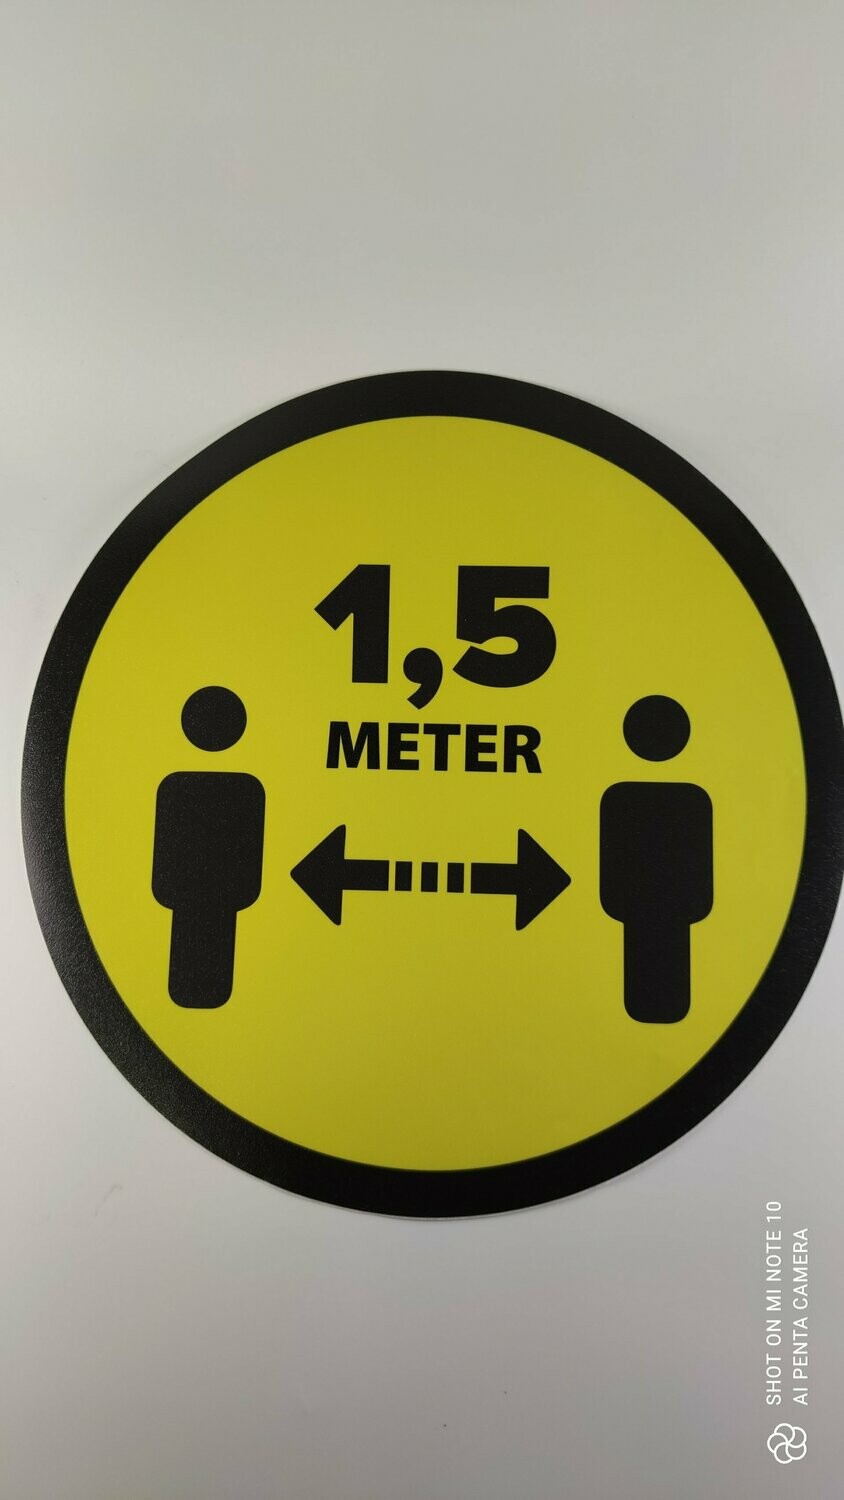 1,5
METER
SHOT ON MI NOTE 10
AI PENTA CAMERA